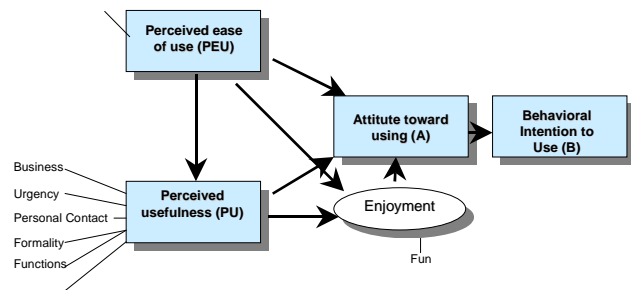 Perceived ease
of use (PEU)
Attitute toward
using (A)
Behavioral
Intention to
Use (B)
Business
Urgency
Personal Contact
Formality
Functions
Perceived
usefulness (PU)
Enjoyment
Fun